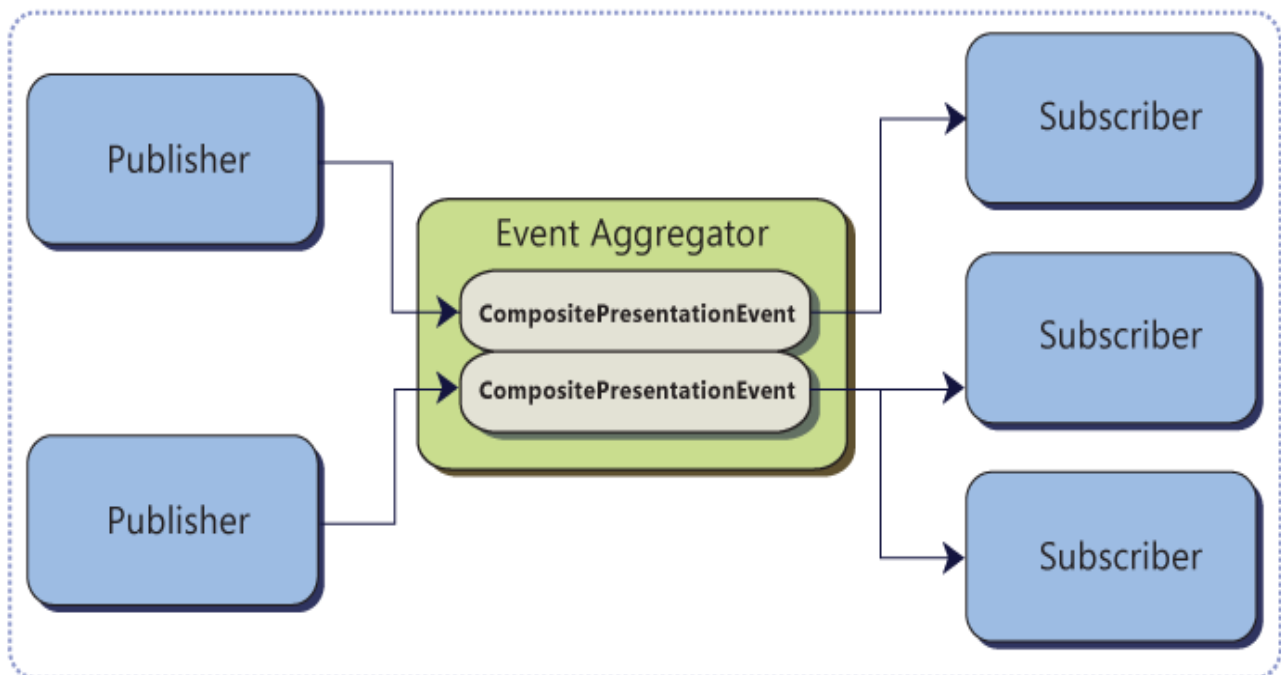 Publisher
Publisher
Event Aggregator
CompositePresentationEvent
CompositePresentationEvent
Subscriber
Subscriber
Subscriber